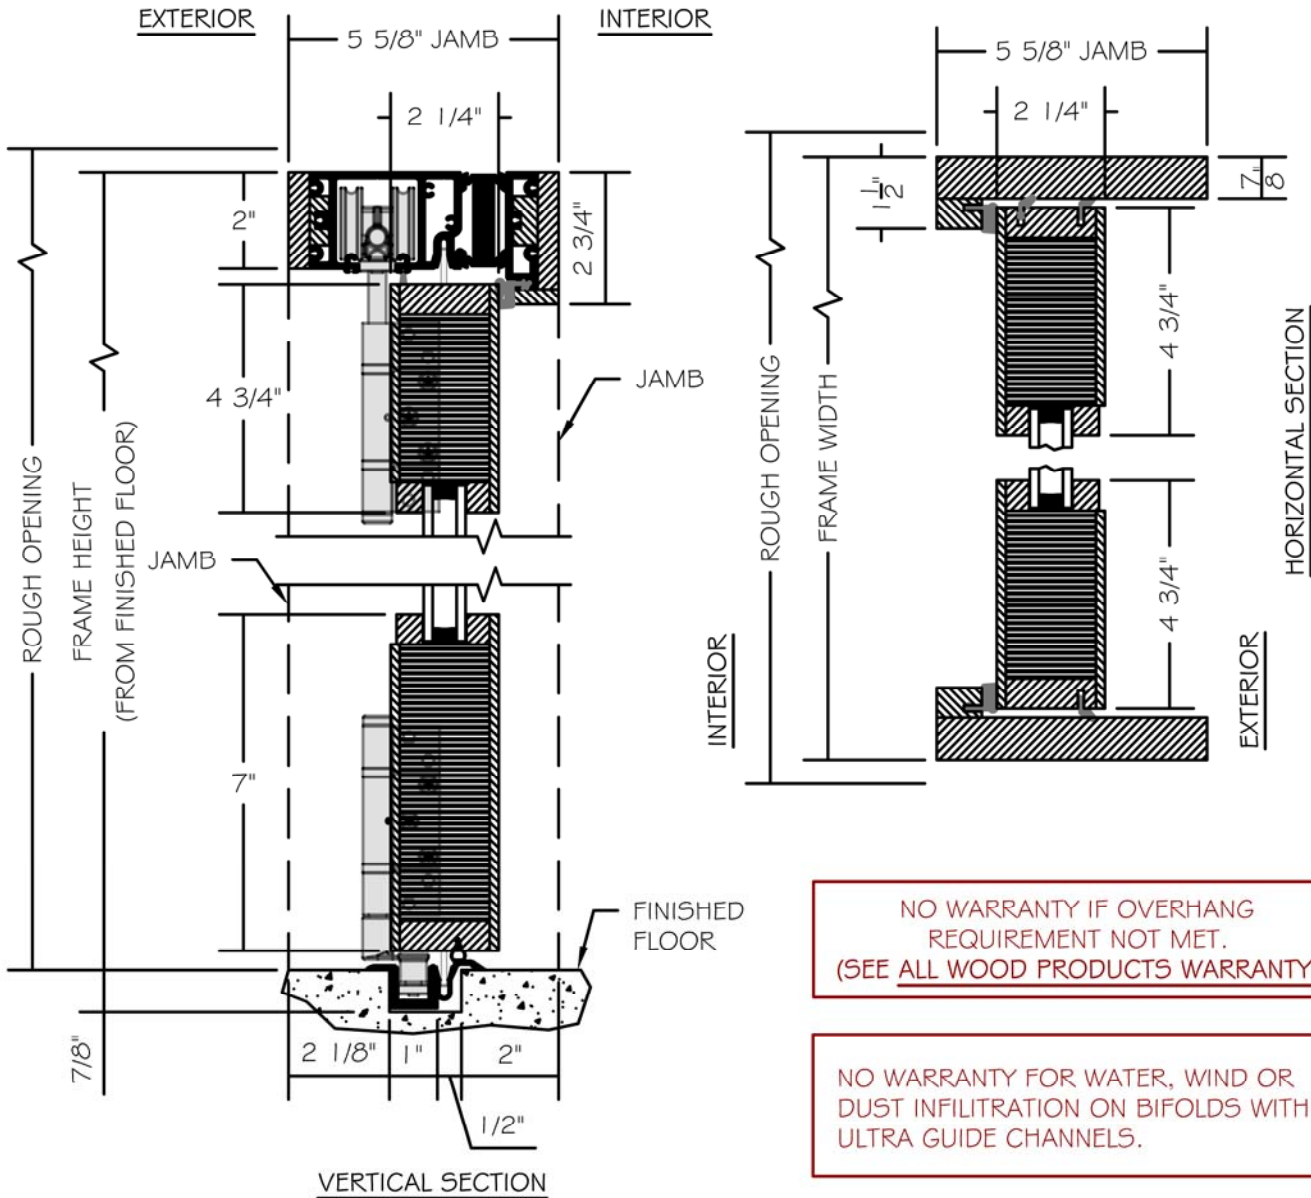 EXTERIOR
INTERIOR
5 5/8" JAMB
2 1/4"
2"
2 3/4"
4 3/4"
JAMB
ROUGH OPENING
FRAME HEIGHT
(FROM FINISHED FLOOR)
JAMB
7"
FINISHED
FLOOR
7/8"
2 1/8"
1"
2"
1/2"
VERTICAL SECTION
5 5/8" JAMB
2 1/4"
1 1/2"
7/8"
ROUGH OPENING
FRAME WIDTH
4 3/4"
HORIZONTAL SECTION
4 3/4"
INTERIOR
EXTERIOR
NO WARRANTY IF OVERHANG
REQUIREMENT NOT MET.
(SEE ALL WOOD PRODUCTS WARRANTY
NO WARRANTY FOR WATER, WIND OR
DUST INFILITRATION ON BIFOLDS WITH
ULTRA GUIDE CHANNELS.